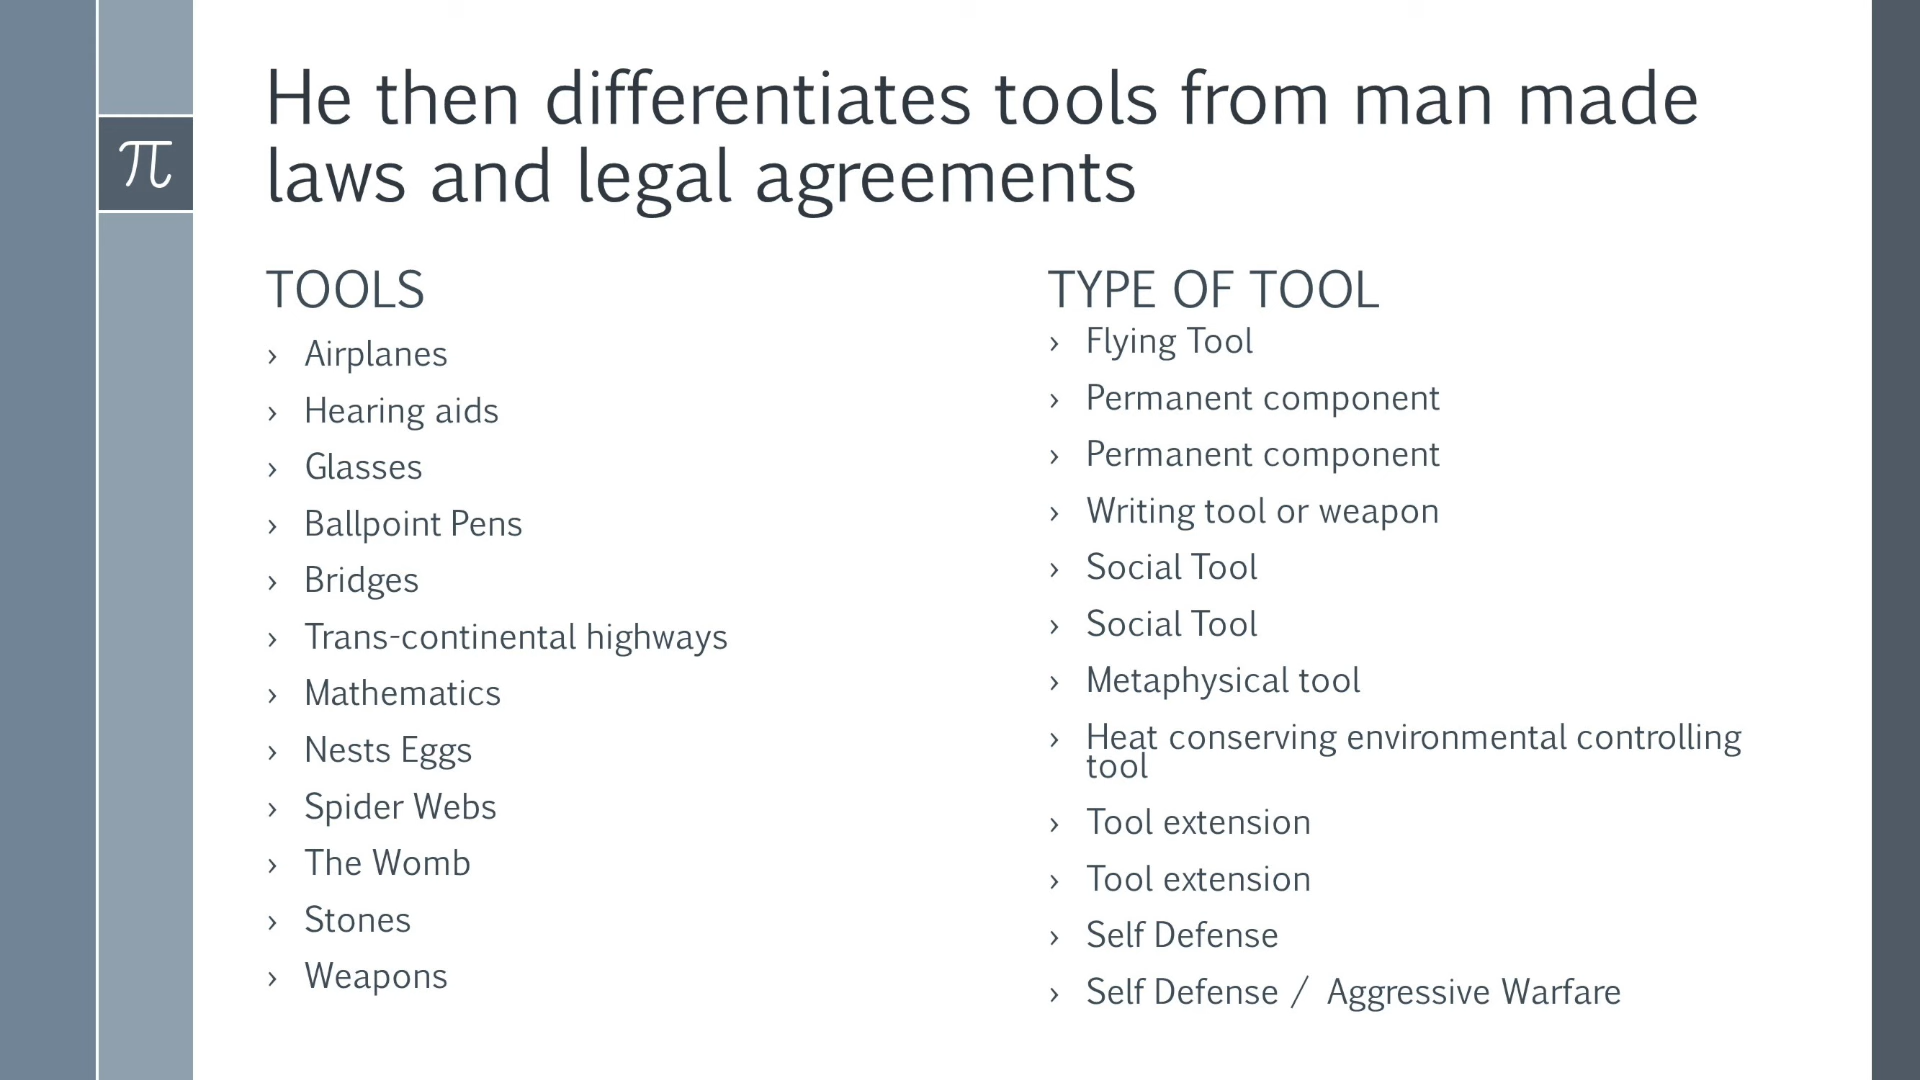 π
He then differentiates tools from man made
laws and legal agreements
TOOLS
› Airplanes
› Hearing aids
› Glasses
› Ballpoint Pens
› Bridges
› Trans-continental highways
› Mathematics
› Nests Eggs
› Spider Webs
› The Womb
› Stones
› Weapons
TYPE OF TOOL
› Flying Tool
› Permanent component
› Permanent component
› Writing tool or weapon
› Social Tool
› Social Tool
› Metaphysical tool
› Heat conserving environmental controlling
tool
› Tool extension
› Tool extension
› Self Defense
› Self Defense / Aggressive Warfare